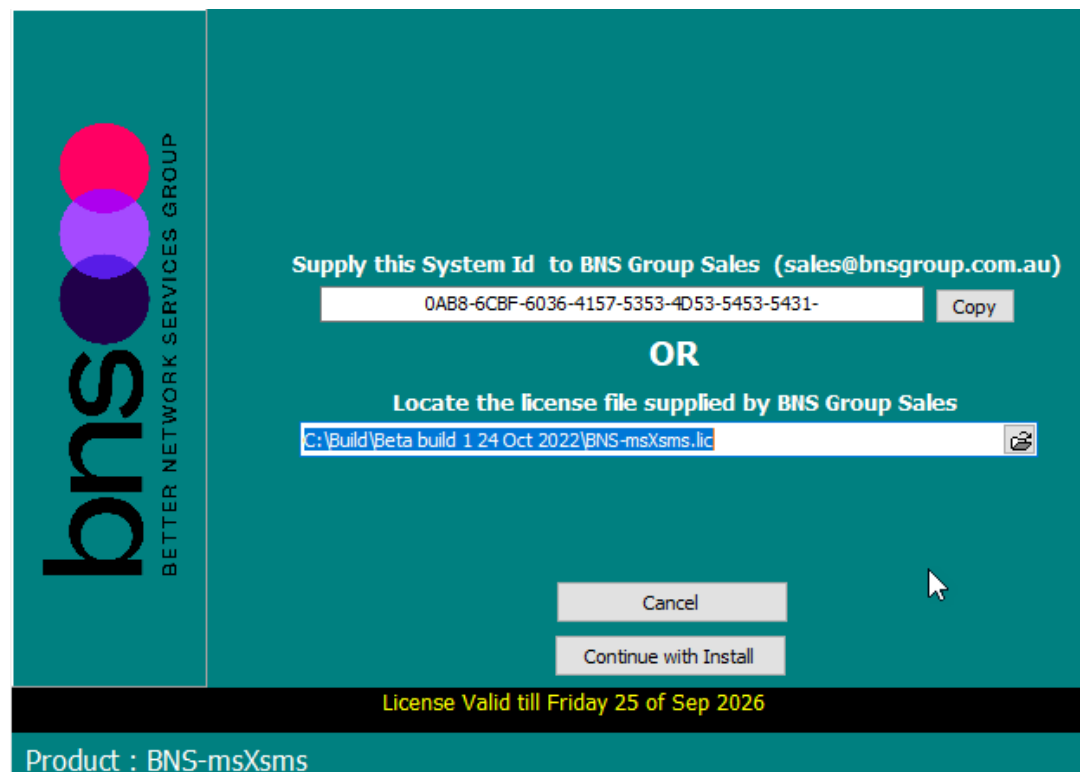 bns
BETTER NETWORK SERVICES GROUP
Supply this System Id to BNS Group Sales (sales@bnsgroup.com.au)
0AB8-6CBF-6036-4157-5353-4D53-5453-5431-
Copy
OR
Locate the license file supplied by BNS Group Sales
C:\Build\Beta build 1 24 Oct 2022\BNS-msXsms.lic
Cancel
Continue with Install
License Valid till Friday 25 of Sep 2026
Product : BNS-msXsms